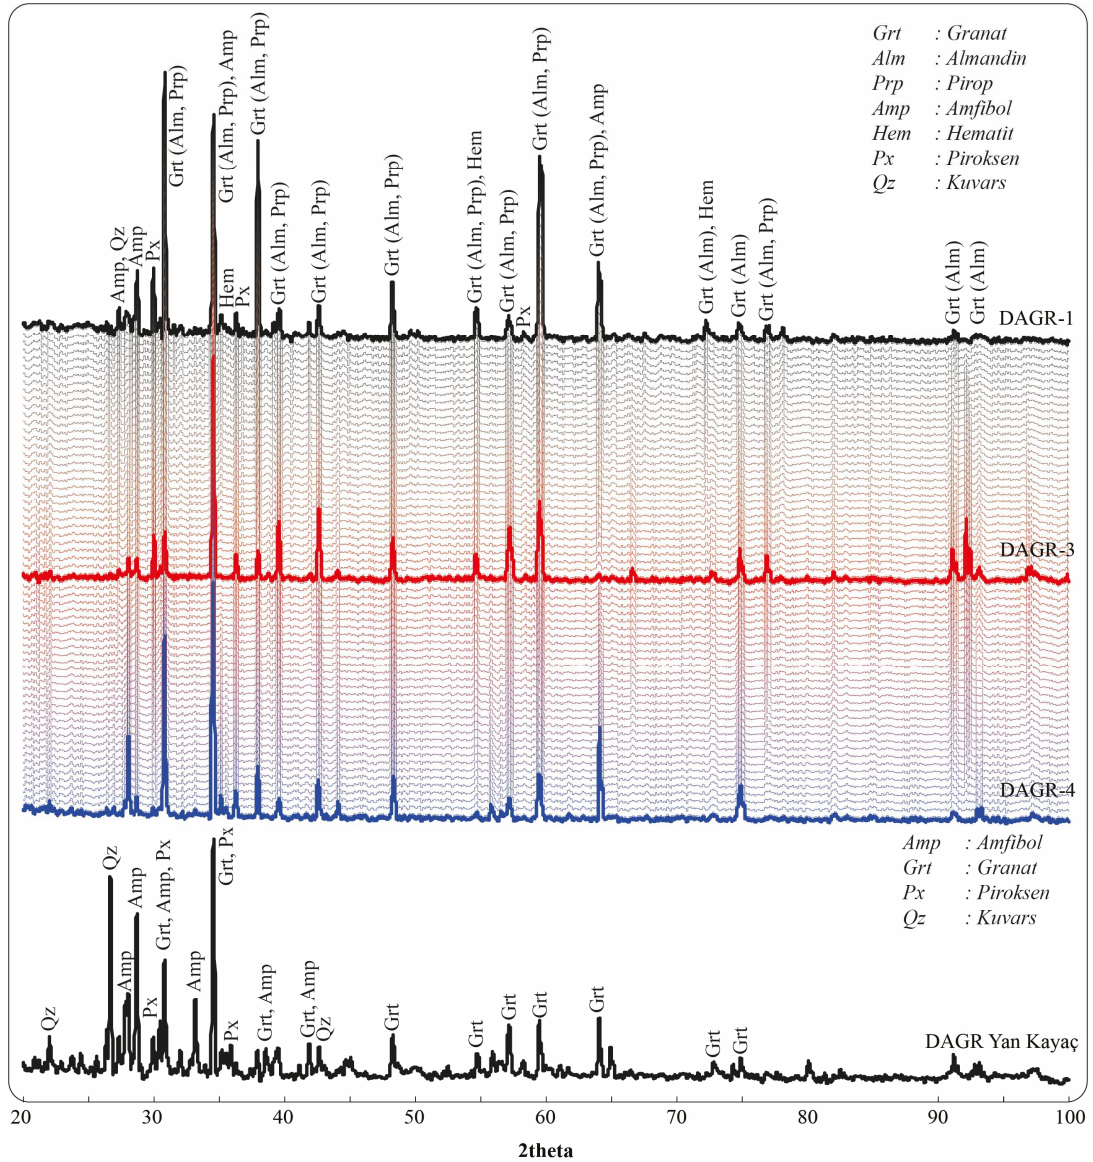 Grt : Granat
Alm : Almandin
Prp : Pirop
Amp : Amfibol
Hem : Hematit
Px : Piroksen
Qz : Kuvars
Amp, Qz
Amp
Px
Grt (Alm, Prp)
Grt (Alm, Prp), Amp
Hem
Px
Grt (Alm, Prp)
Grt (Alm, Prp)
Grt (Alm, Prp)
Grt (Alm, Prp)
Grt (Alm, Prp), Hem
Grt (Alm, Prp)
Px
Grt (Alm, Prp)
Grt (Alm, Prp), Amp
Grt (Alm), Hem
Grt (Alm)
Grt (Alm, Prp)
Grt (Alm)
Grt (Alm)
DAGR-1
DAGR-3
DAGR-4
Amp : Amfibol
Grt : Granat
Px : Piroksen
Qz : Kuvars
Qz
Qz
Amp
Amp
Px
Grt, Amp, Px
Amp
Grt, Px
Px
Grt, Amp
Grt, Amp
Qz
Grt
Grt
Grt
Grt
Grt
Grt
Grt
DAGR Yan Kayaç
20 30 40 50 60 70 80 90 100
2theta